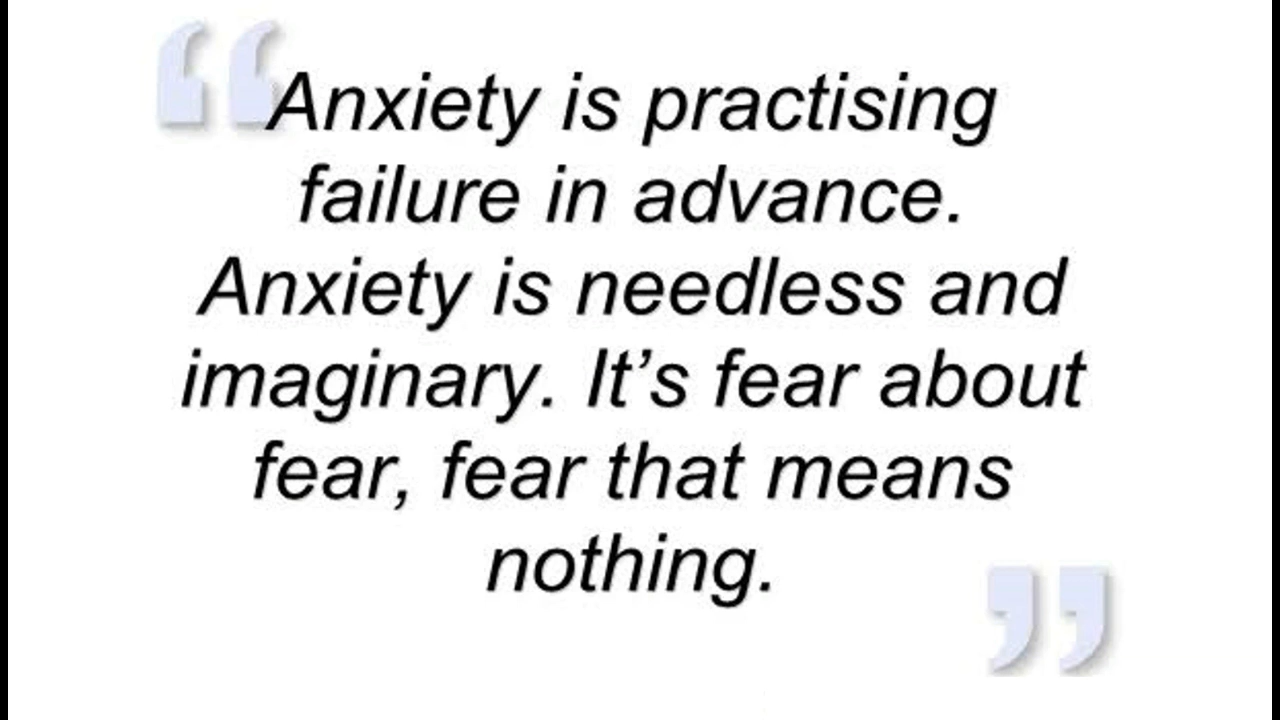 “Anxiety is practising
failure in advance.
Anxiety is needless and
imaginary. It’s fear about
fear, fear that means
nothing.
”